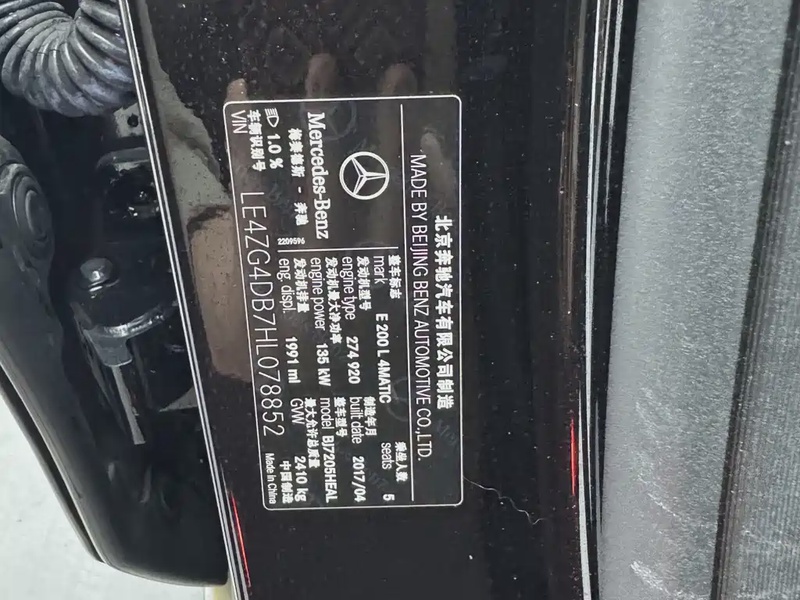 北京奔驰汽车有限公司制造
MADE BY BEIJING BENZ AUTOMOTIVE CO.,LTD.
整车标志
mark E 200 L 4MATIC
乘坐人数
seats 5
发动机型号
engine type 274 920
制造年月
built date 2017/04
Mercedes-Benz
梅赛德斯 - 奔驰
2209596
发动机最大净功率
engine power 135 kW
整车型号
model BJ7205HEAL
1.0 %
发动机排量
eng. displ. 1991 ml
最大允许总质量
GVW 2410 kg
车辆识别号
VIN LE4ZG4DB7HL078852
中国制造
Made in China